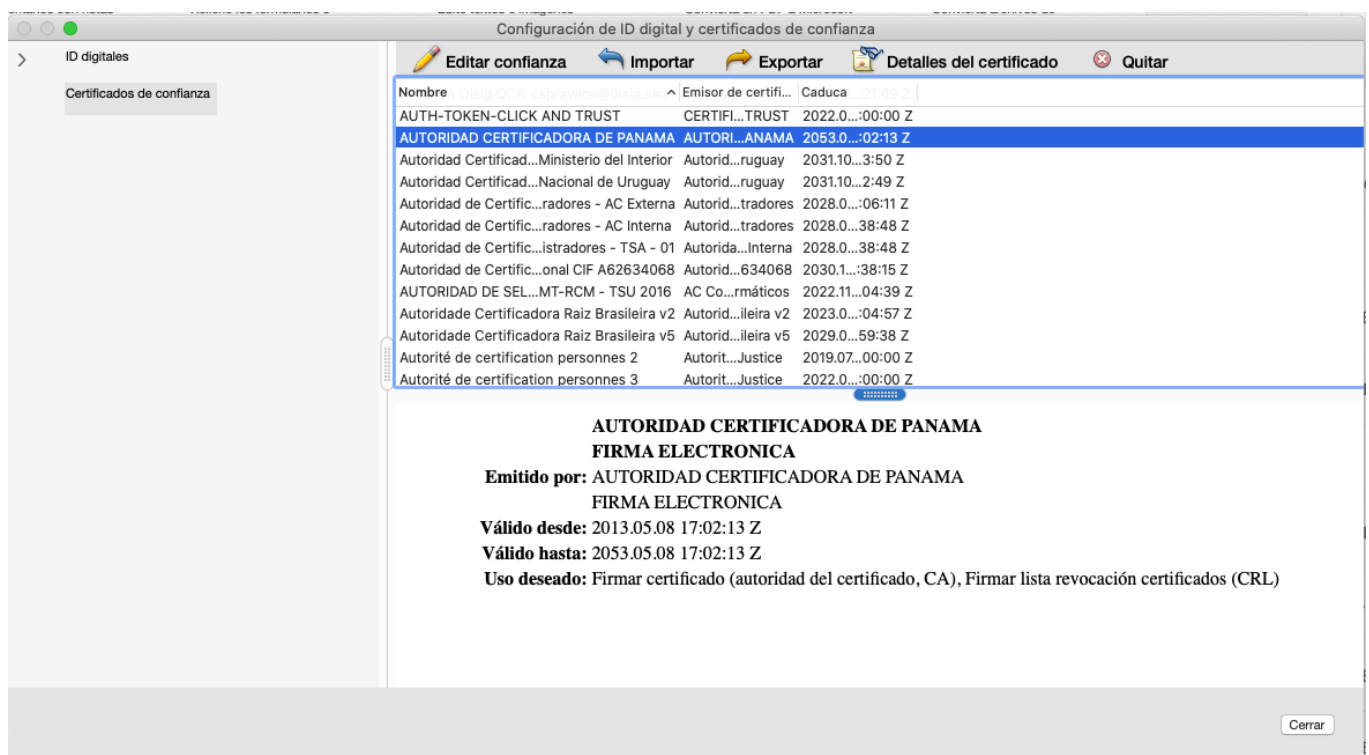 Configuración de ID digital y certificados de confianza
ID digitales
Certificados de confianza
Editar confianza Importar Exportar Detalles del certificado Quitar
Nombre Emisor de certifi... Caduca
AUTH-TOKEN-CLICK AND TRUST CERTIFI...TRUST 2022.0...:00:00 Z
AUTORIDAD CERTIFICADORA DE PANAMA AUTORI...ANAMA 2053.0...:02:13 Z
Autoridad Certificad...Ministerio del Interior Autorid...ruguay 2031.10...3:50 Z
Autoridad Certificad...Nacional de Uruguay Autorid...ruguay 2031.10...2:49 Z
Autoridad de Certific...radores - AC Externa Autorid...tradores 2028.0...:06:11 Z
Autoridad de Certific...radores - AC Interna Autorid...tradores 2028.0...38:48 Z
Autoridad de Certific...istradores - TSA - 01 Autorida...Interna 2028.0...38:48 Z
Autoridad de Certific...onal CIF A62634068 Autorid...634068 2030.1...:38:15 Z
AUTORIDAD DE SEL...MT-RCM - TSU 2016 AC Co...rmáticos 2022.11...04:39 Z
Autoridade Certificadora Raiz Brasileira v2 Autorid...ileira v2 2023.0...:04:57 Z
Autoridade Certificadora Raiz Brasileira v5 Autorid...ileira v5 2029.0...59:38 Z
Autorité de certification personnes 2 Autorit...Justice 2019.07...00:00 Z
Autorité de certification personnes 3 Autorit...Justice 2022.0...:00:00 Z
AUTORIDAD CERTIFICADORA DE PANAMA
FIRMA ELECTRONICA
Emitido por: AUTORIDAD CERTIFICADORA DE PANAMA
FIRMA ELECTRONICA
Válido desde: 2013.05.08 17:02:13 Z
Válido hasta: 2053.05.08 17:02:13 Z
Uso deseado: Firmar certificado (autoridad del certificado, CA), Firmar lista revocación certificados (CRL)
Cerrar